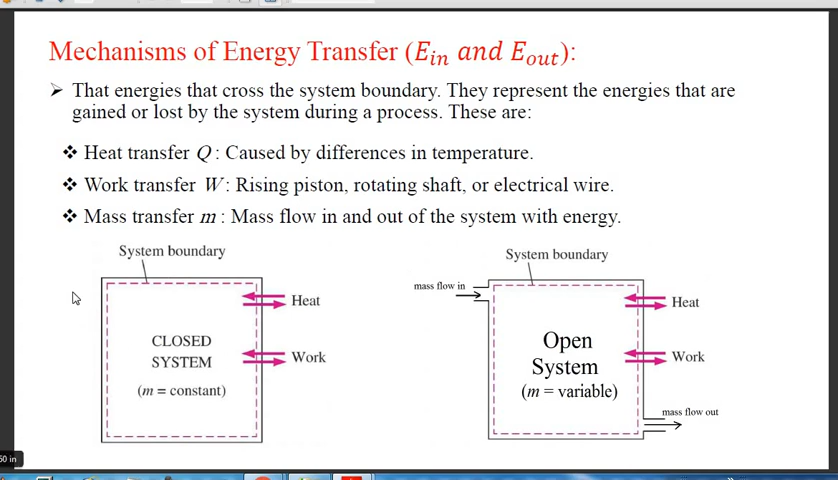 Mechanisms of Energy Transfer (E_in and E_out):
➢ That energies that cross the system boundary. They represent the energies that are
gained or lost by the system during a process. These are:
❖ Heat transfer Q : Caused by differences in temperature.
❖ Work transfer W : Rising piston, rotating shaft, or electrical wire.
❖ Mass transfer m : Mass flow in and out of the system with energy.
System boundary
Heat
CLOSED
SYSTEM
Work
(m = constant)
System boundary
mass flow in
Heat
Open
System
Work
(m = variable)
mass flow out